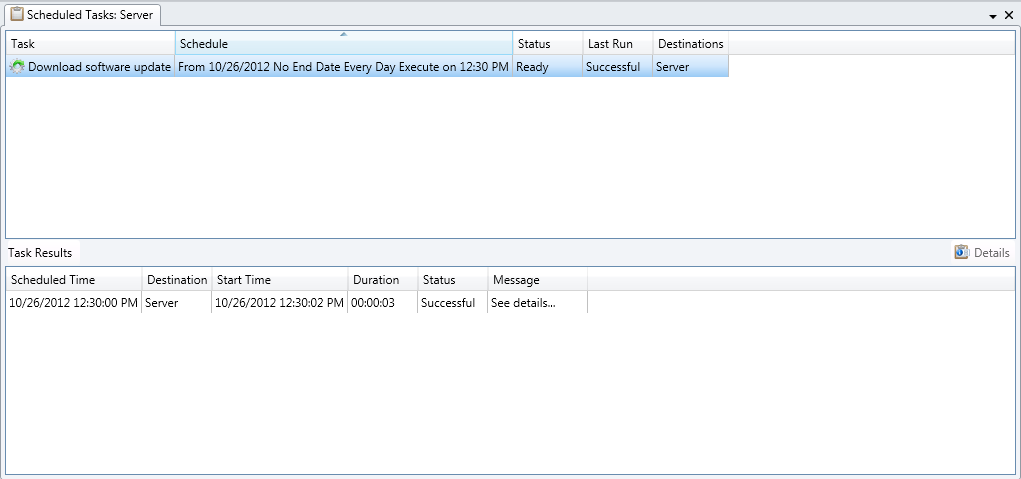 Scheduled Tasks: Server
Task Schedule Status Last Run Destinations
Download software update From 10/26/2012 No End Date Every Day Execute on 12:30 PM Ready Successful Server
Task Results Details
Scheduled Time Destination Start Time Duration Status Message
10/26/2012 12:30:00 PM Server 10/26/2012 12:30:02 PM 00:00:03 Successful See details...